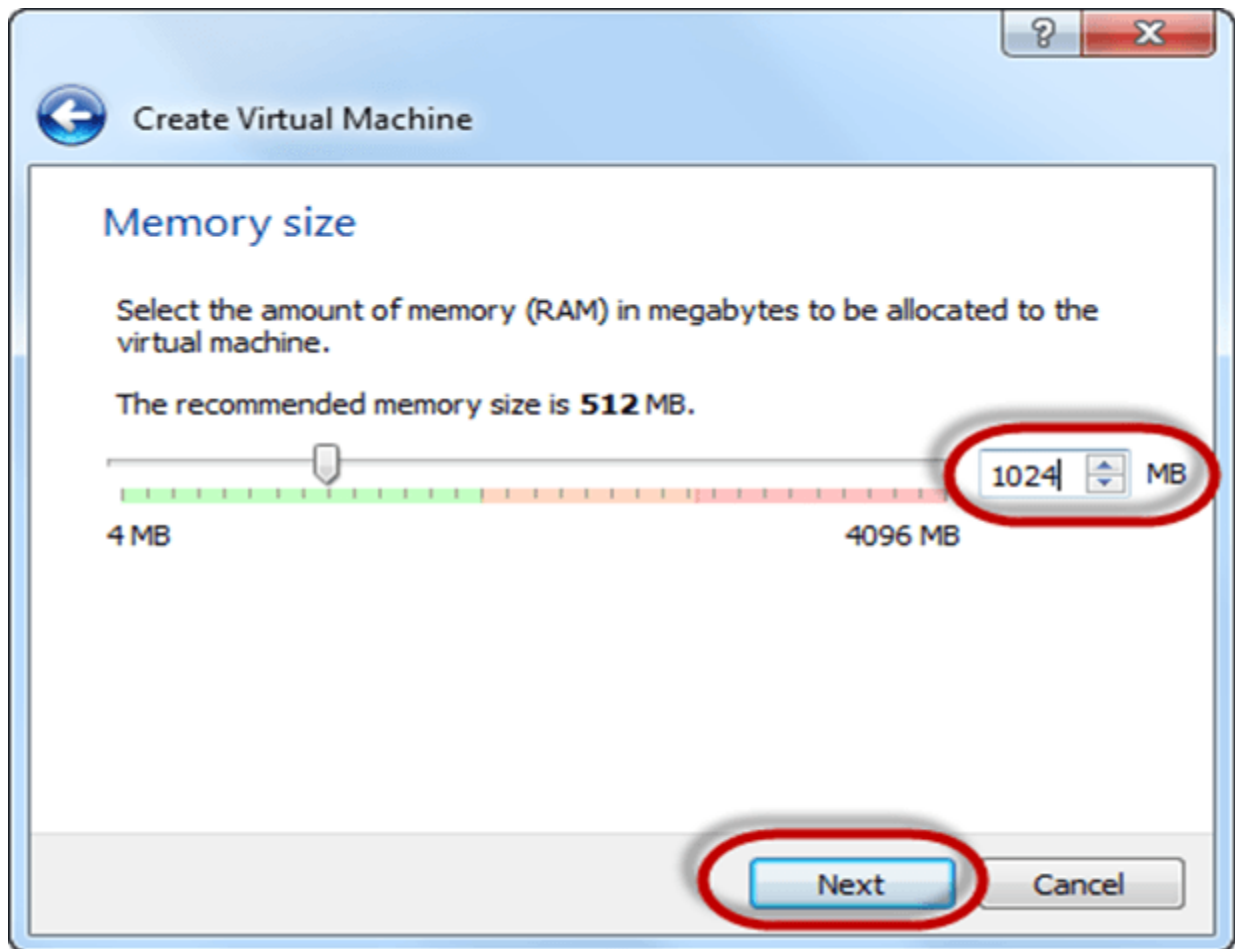 ?
Create Virtual Machine
Memory size
Select the amount of memory (RAM) in megabytes to be allocated to the
virtual machine.
The recommended memory size is 512 MB.
1024 MB
4 MB 4096 MB
Next Cancel